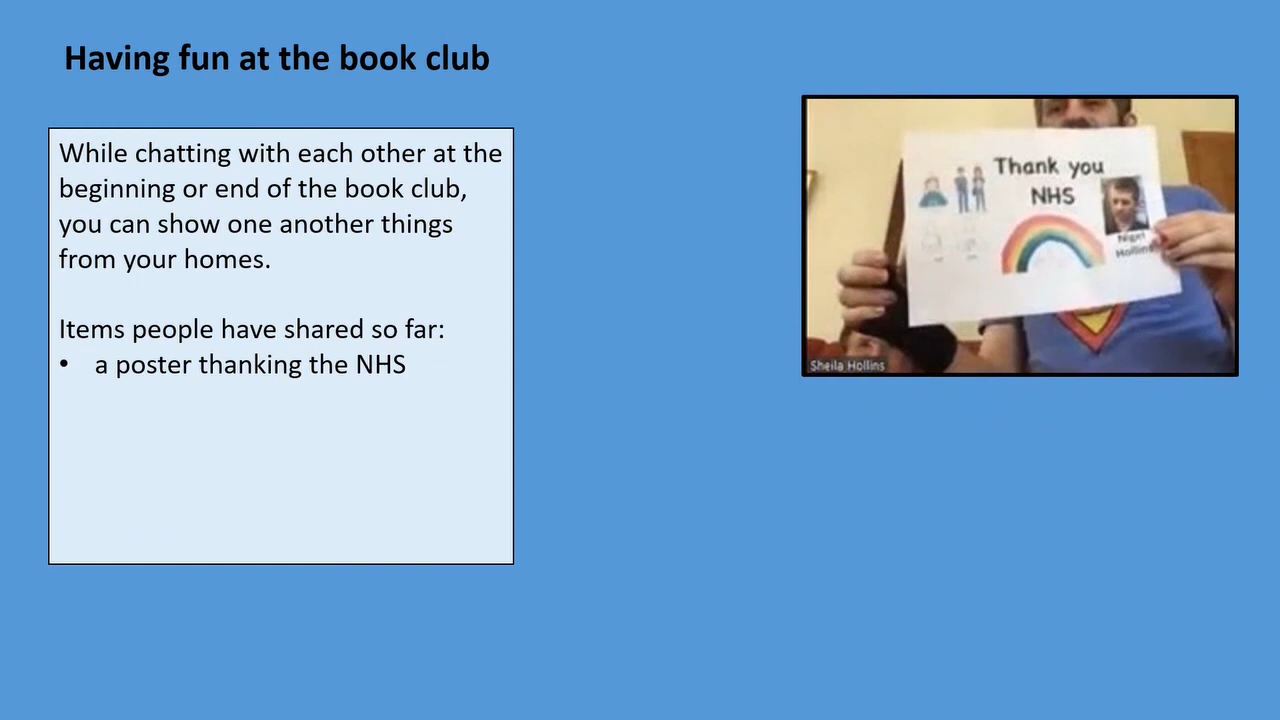 Having fun at the book club
While chatting with each other at the
beginning or end of the book club,
you can show one another things
from your homes.
Items people have shared so far:
• a poster thanking the NHS
Thank you
NHS
Nigel
Hollins
Sheila Hollins